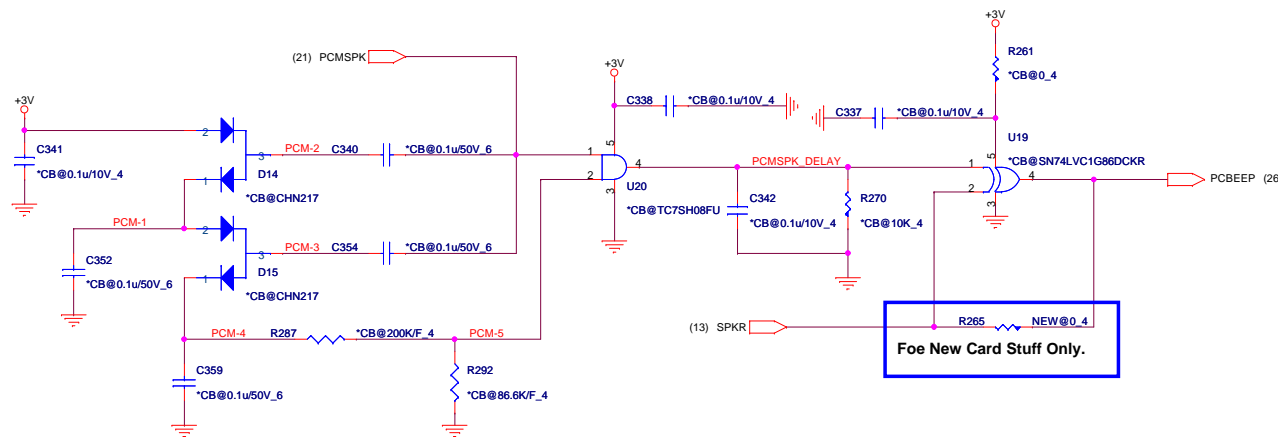 +3V
R261
*CB@0_4
(21) PCMSPK
+3V
C338
*CB@0.1u/10V_4
C337
*CB@0.1u/10V_4
+3V
C341
*CB@0.1u/10V_4
2
3
1
PCM-2
D14
*CB@CHN217
C340
*CB@0.1u/50V_6
5
1
2
4
3
U20
*CB@TC7SH08FU
PCMSPK_DELAY
C342
*CB@0.1u/10V_4
R270
*CB@10K_4
U19
*CB@SN74LVC1G86DCKR
5
1
2
4
3
PCBEEP (26
PCM-1
C352
*CB@0.1u/50V_6
2
3
1
PCM-3
D15
*CB@CHN217
C354
*CB@0.1u/50V_6
PCM-4
R287
*CB@200K/F_4
PCM-5
C359
*CB@0.1u/50V_6
R292
*CB@86.6K/F_4
(13) SPKR
R265
NEW@0_4
Foe New Card Stuff Only.